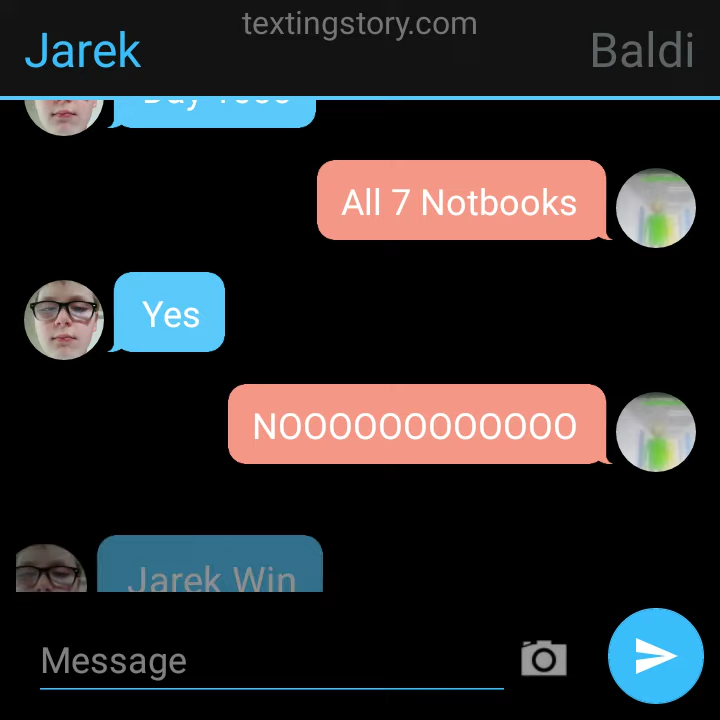 textingstory.com
Jarek
Baldi
All 7 Notbooks
Yes
NOOOOOOOOOOOO
Jarek Win
Message